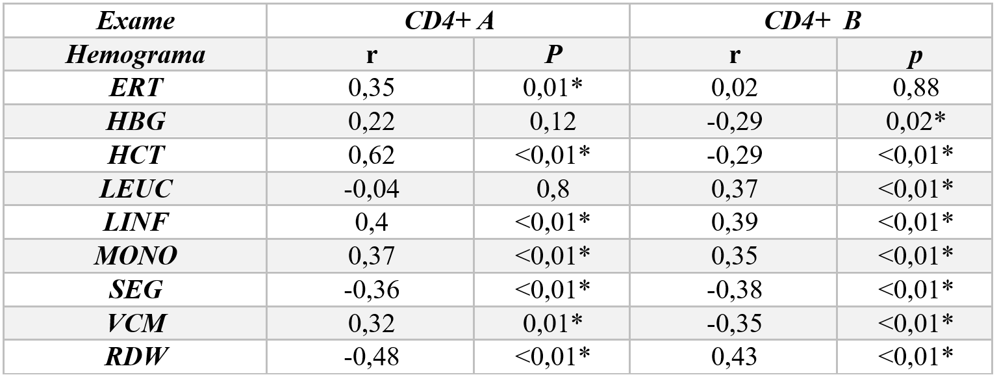 Exame CD4+ A CD4+ B
Hemograma r P r p
ERT 0,35 0,01* 0,02 0,88
HBG 0,22 0,12 -0,29 0,02*
HCT 0,62 <0,01* -0,29 <0,01*
LEUC -0,04 0,8 0,37 <0,01*
LINF 0,4 <0,01* 0,39 <0,01*
MONO 0,37 <0,01* 0,35 <0,01*
SEG -0,36 <0,01* -0,38 <0,01*
VCM 0,32 0,01* -0,35 <0,01*
RDW -0,48 <0,01* 0,43 <0,01*